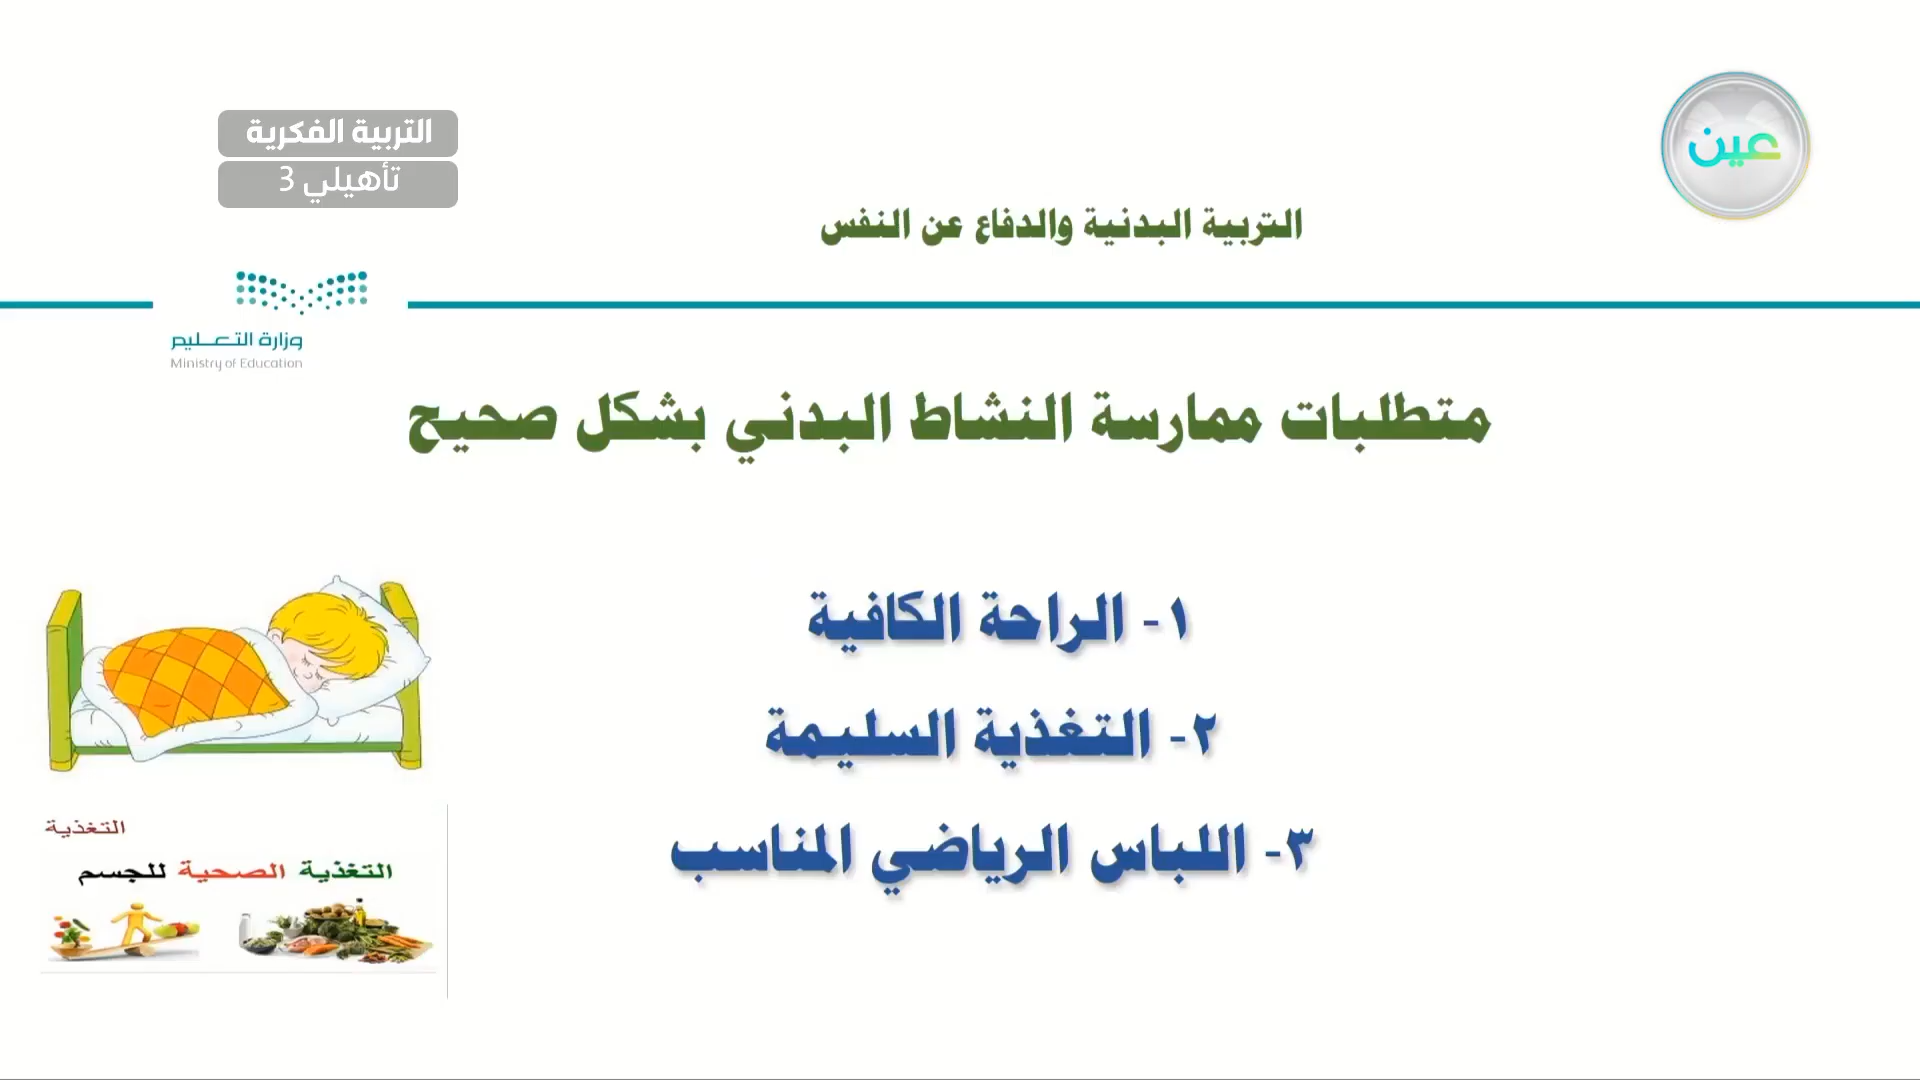 التربية الفكرية
تأهيلي 3
عين
التربية البدنية والدفاع عن النفس
وزارة التعليم
Ministry of Education
متطلبات ممارسة النشاط البدني بشكل صحيح
١- الراحة الكافية
٢- التغذية السليمة
٣- اللباس الرياضي المناسب
التغذية
التغذية الصحية للجسم